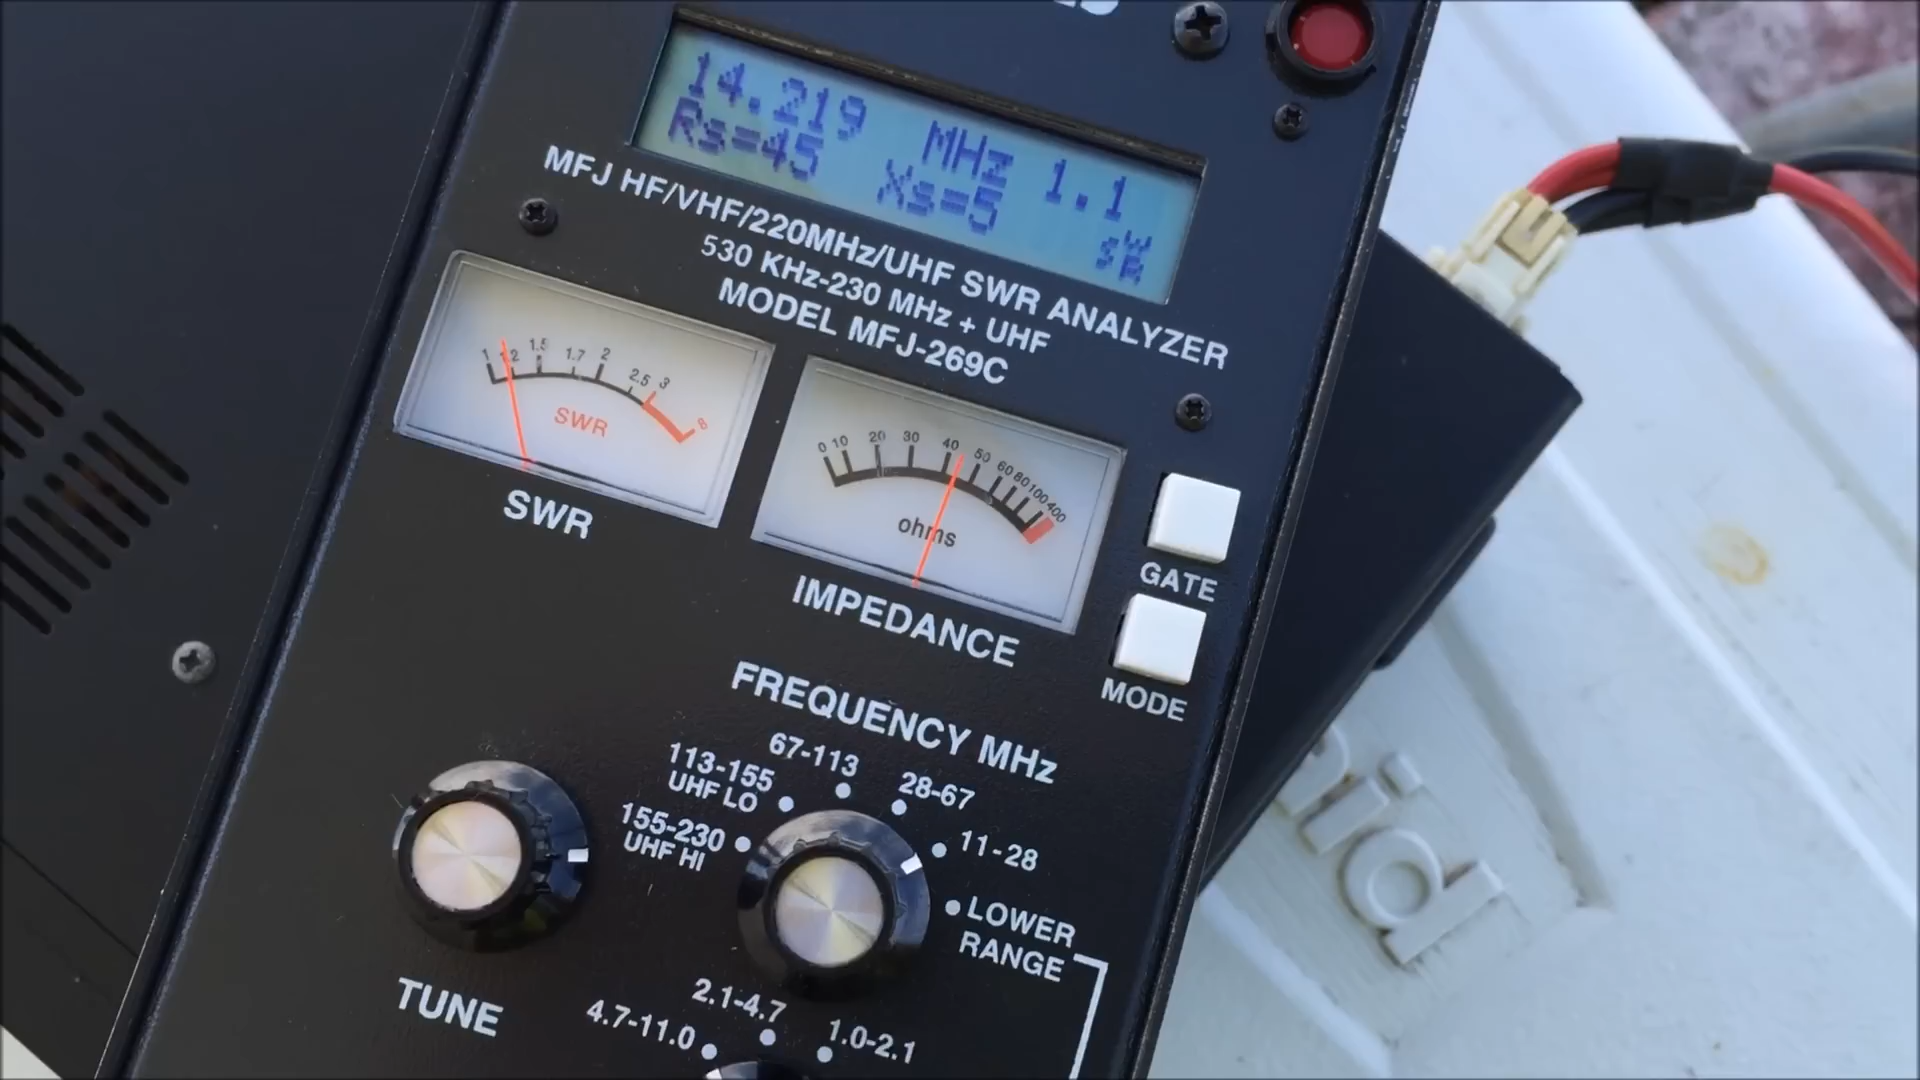 14.219 MHz 1.1
Rs=45 Xs=5 SWR
MFJ HF/VHF/220MHz/UHF SWR ANALYZER
530 KHz-230 MHz + UHF
MODEL MFJ-269C
1 1.2 1.5 1.7 2 2.5 3 8
SWR
SWR
0 10 20 30 40 50 60 80 100 400
ohms
IMPEDANCE
GATE
MODE
FREQUENCY MHz
67-113
113-155
UHF LO
28-67
155-230
UHF HI
11-28
LOWER
RANGE
TUNE
2.1-4.7
4.7-11.0
1.0-2.1